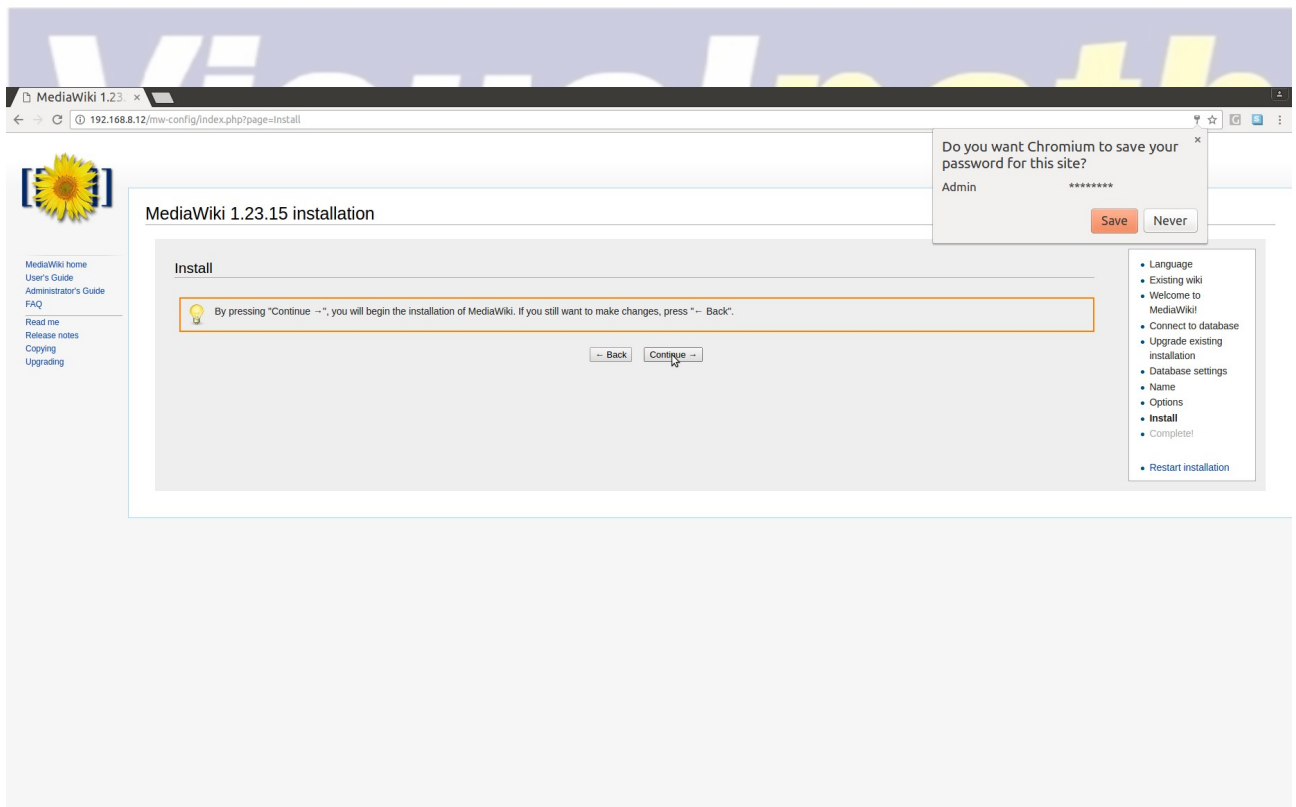 MediaWiki 1.23.
192.168.8.12/mw-config/index.php?page=Install
Do you want Chromium to save your
password for this site?
Admin ********
Save Never
MediaWiki 1.23.15 installation
MediaWiki home
User's Guide
Administrator's Guide
FAQ
Read me
Release notes
Copying
Upgrading
Install
By pressing "Continue →", you will begin the installation of MediaWiki. If you still want to make changes, press "← Back".
← Back Continue →
Language
Existing wiki
Welcome to
MediaWiki!
Connect to database
Upgrade existing
installation
Database settings
Name
Options
Install
Complete!
Restart installation